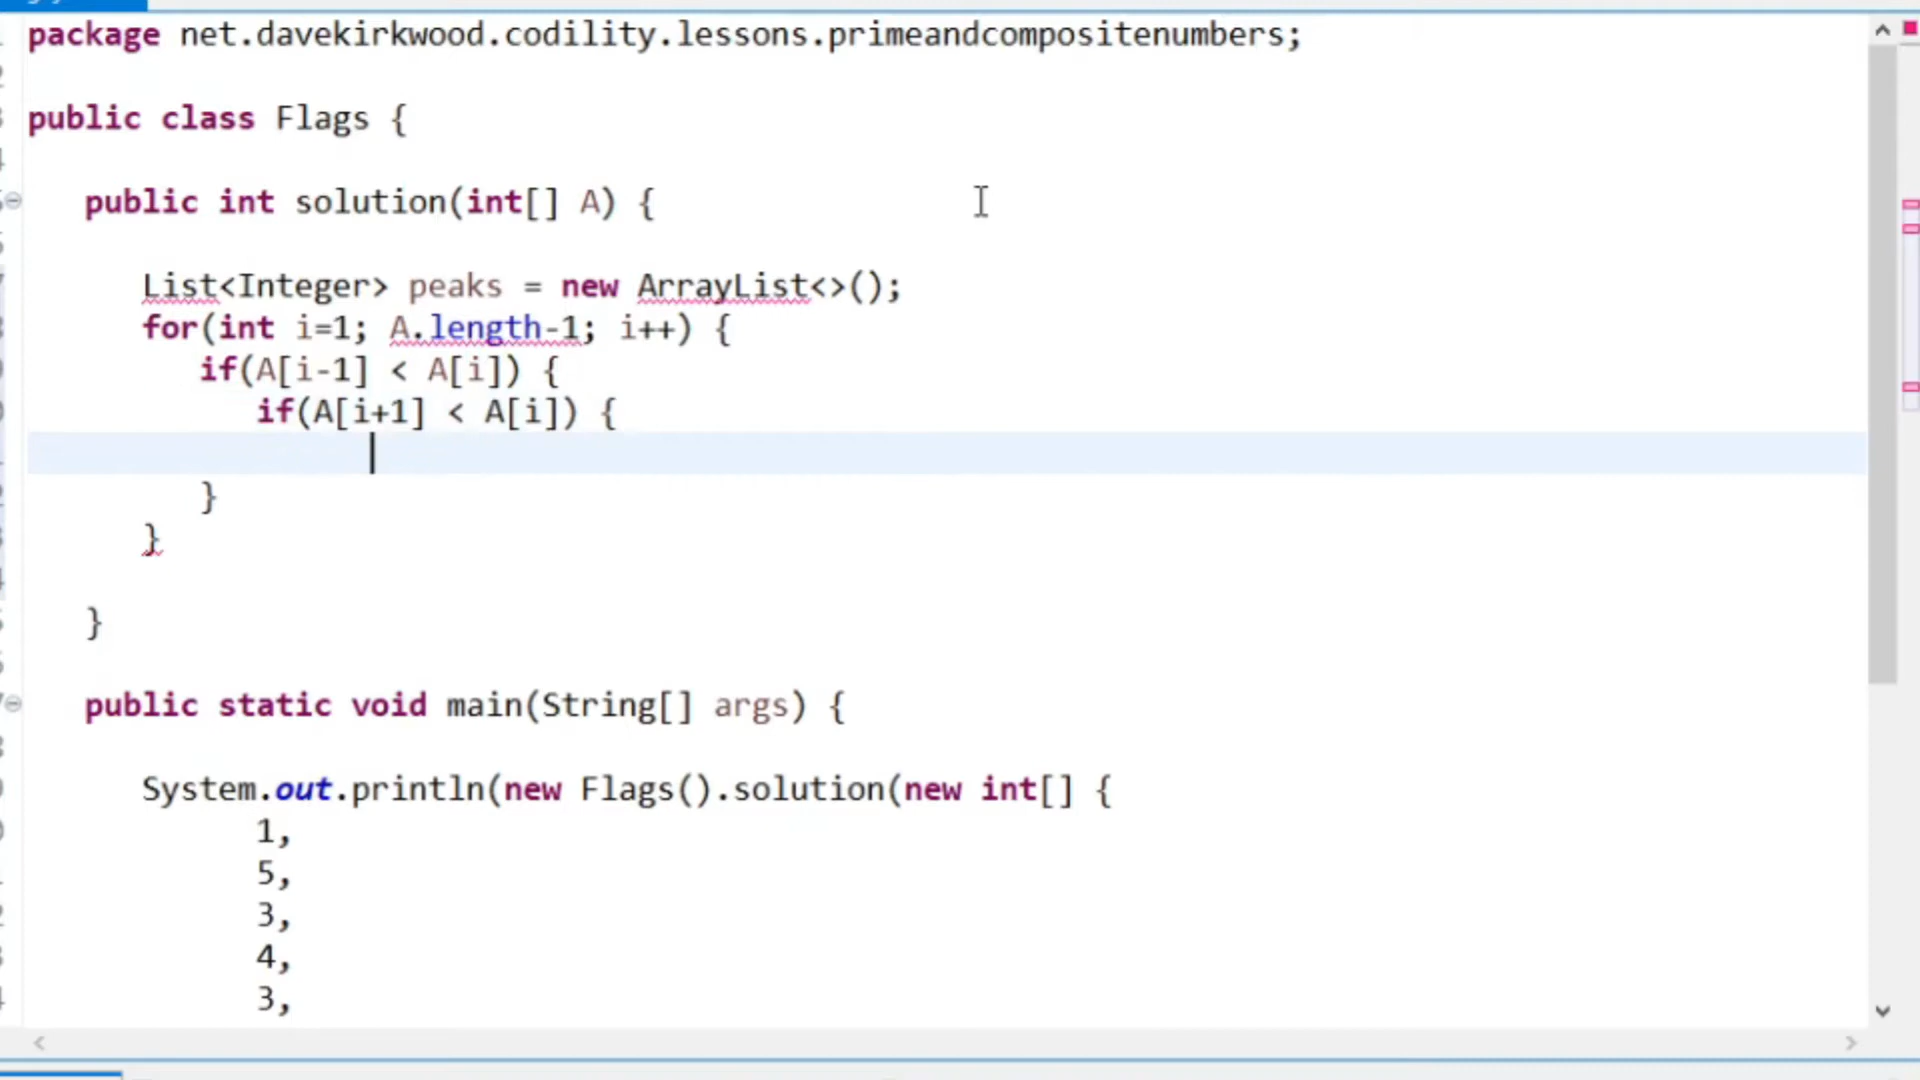 package net.davekirkwood.codility.lessons.primeandcompositenumbers;
public class Flags {
public int solution(int[] A) {
List<Integer> peaks = new ArrayList<>();
for(int i=1; A.length-1; i++) {
if(A[i-1] < A[i]) {
if(A[i+1] < A[i]) {
}
}
}
public static void main(String[] args) {
System.out.println(new Flags().solution(new int[] {
1,
5,
3,
4,
3,